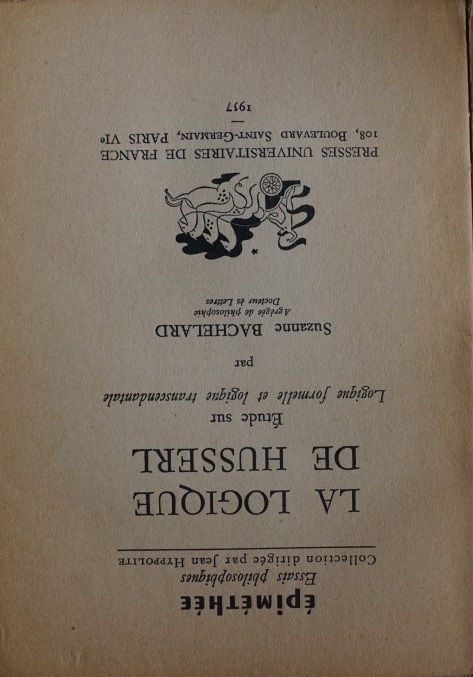 épiméthée
Essais philosophiques
Collection dirigée par Jean HYPPOLITE
LA LOGIQUE
DE HUSSERL
Étude sur
Logique formelle et logique transcendantale
par
Suzanne BACHELARD
Agrégée de philosophie
Docteur ès Lettres
PRESSES UNIVERSITAIRES DE FRANCE
108, BOULEVARD SAINT-GERMAIN, PARIS VIe
1957